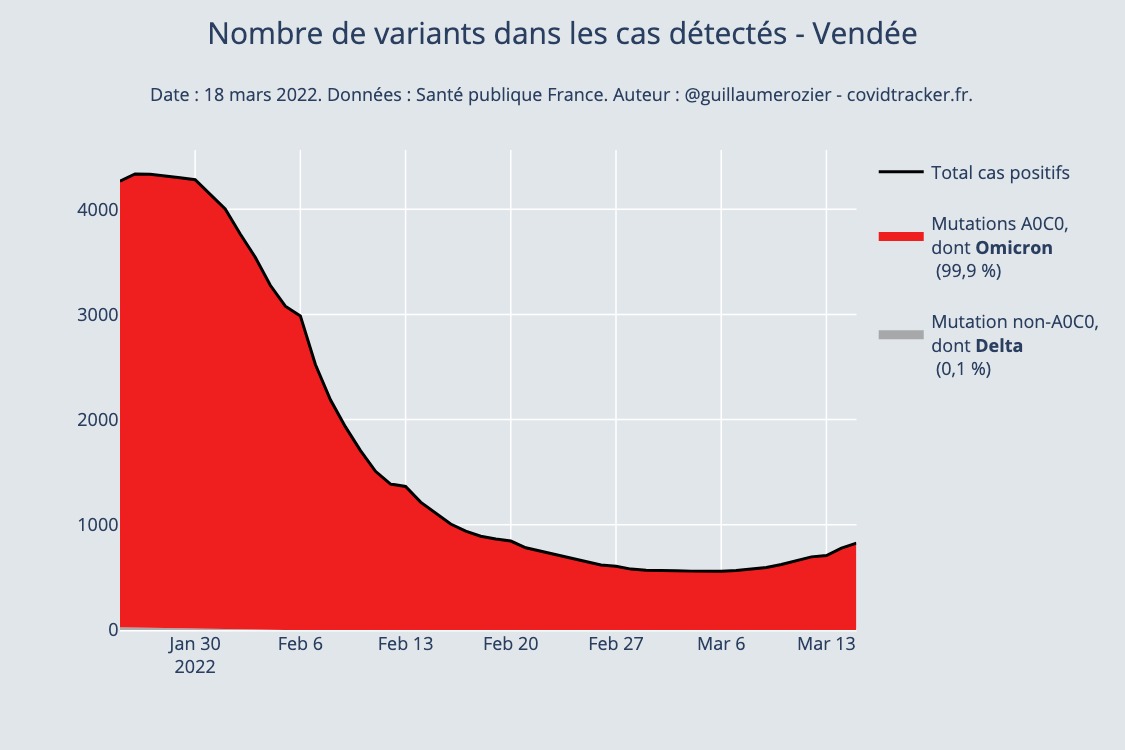 Nombre de variants dans les cas détectés - Vendée
Date : 18 mars 2022. Données : Santé publique France. Auteur : @guillaumerozier - covidtracker.fr.
Total cas positifs
Mutations A0C0,
dont Omicron
(99,9 %)
Mutation non-A0C0,
dont Delta
(0,1 %)
4000
3000
2000
1000
0
Jan 30 Feb 6 Feb 13 Feb 20 Feb 27 Mar 6 Mar 13
2022